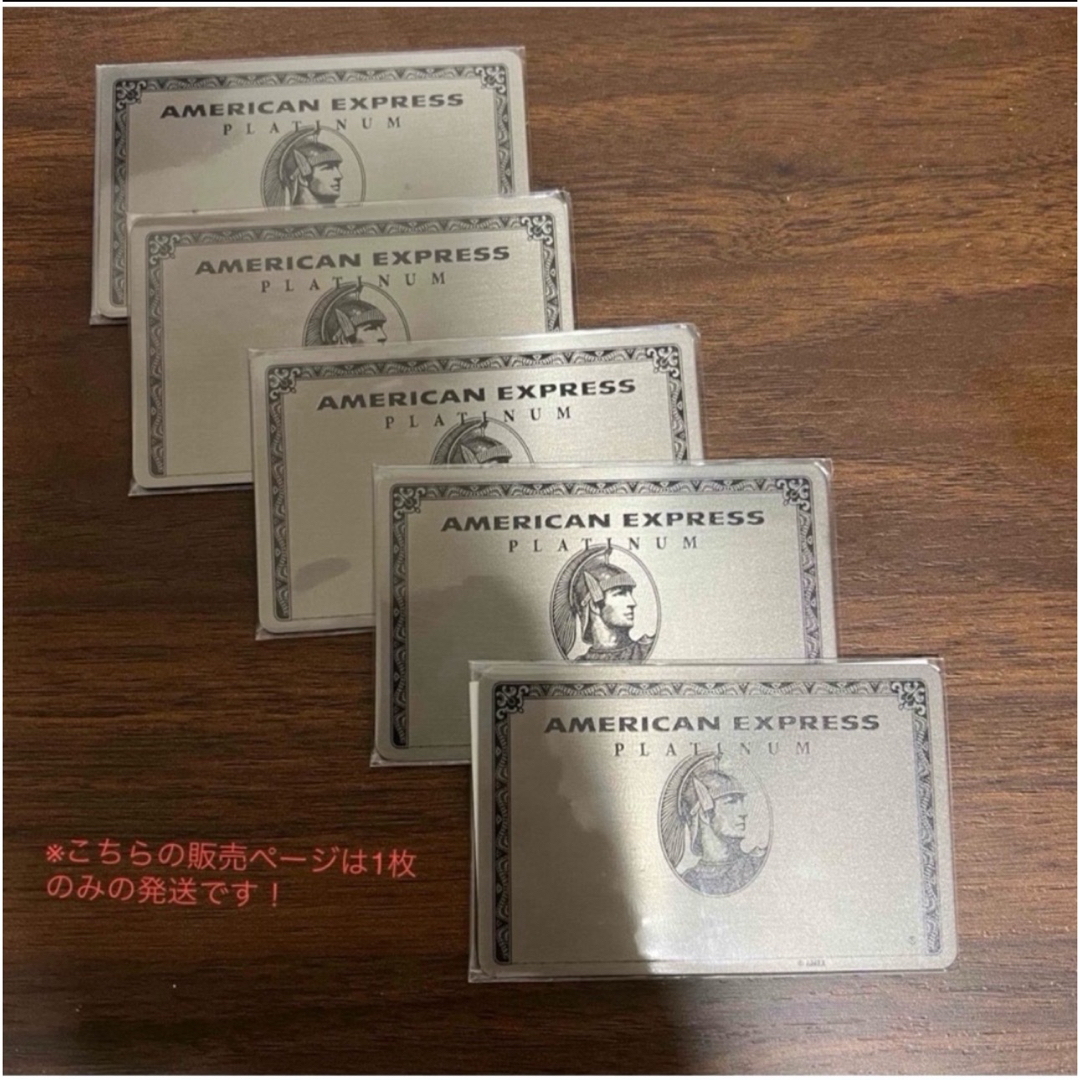 AMERICAN EXPRESS
PLATINUM
AMERICAN EXPRESS
PLATINUM
AMERICAN EXPRESS
PLATINUM
AMERICAN EXPRESS
PLATINUM
AMERICAN EXPRESS
PLATINUM
※こちらの販売ページは1枚
のみの発送です！